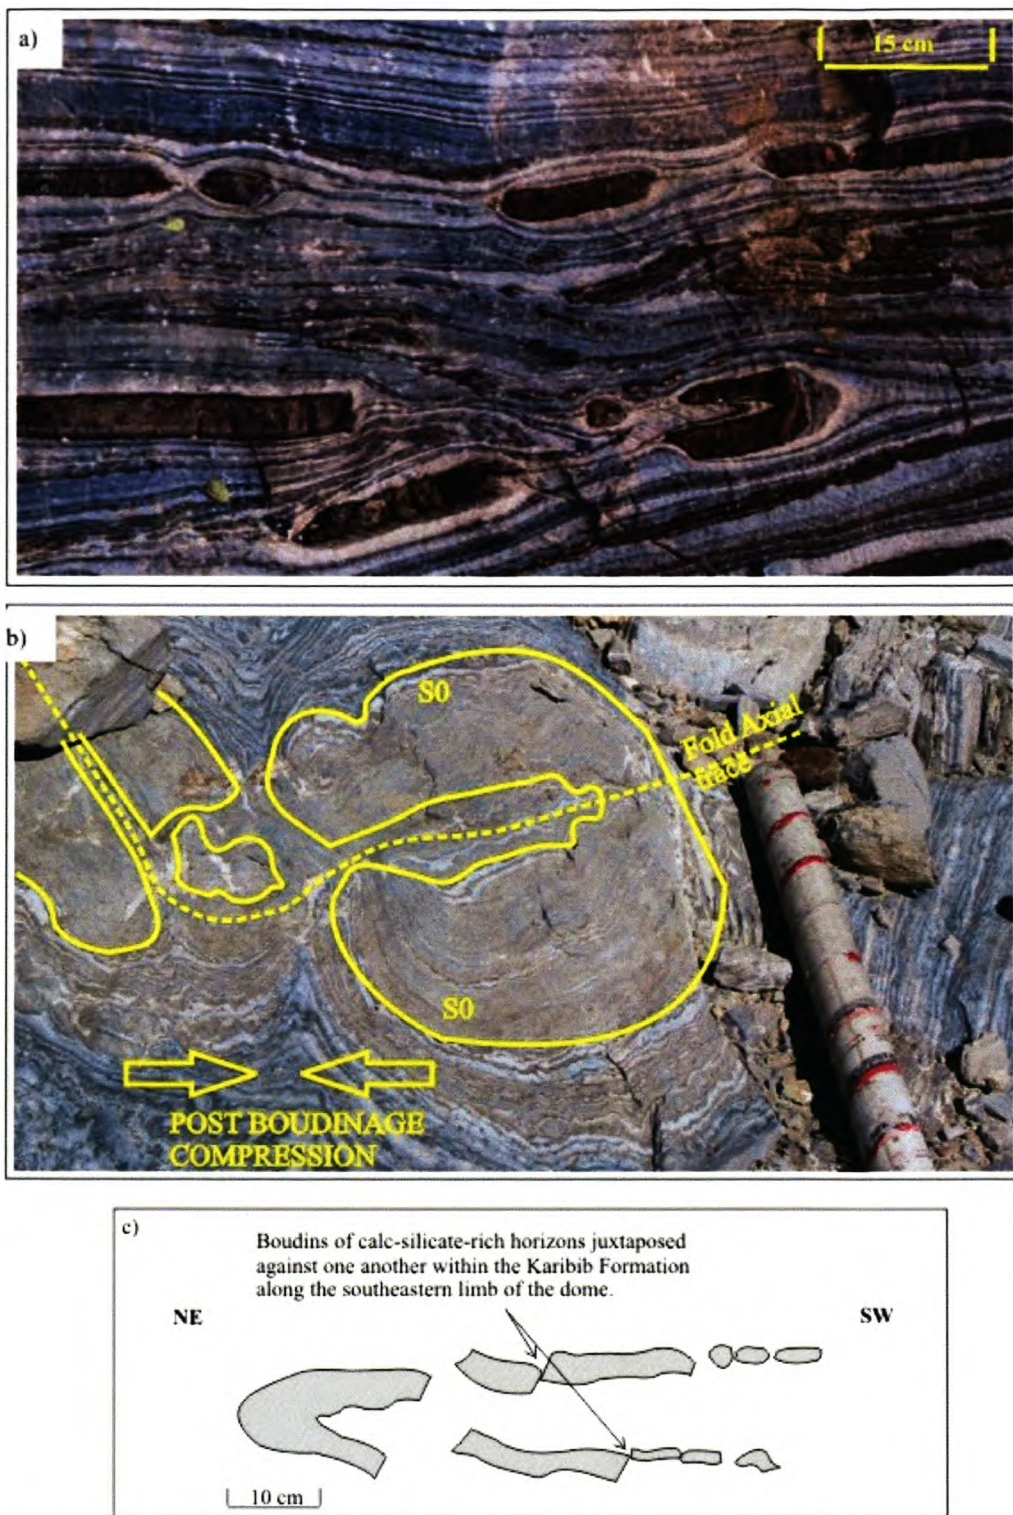 a)
15 cm
b)
S0
Fold Axial
trace
S0
POST BOUDINAGE
COMPRESSION
c)
Boudins of calc-silicate-rich horizons juxtaposed
against one another within the Karibib Formation
along the southeastern limb of the dome.
NE
SW
10 cm